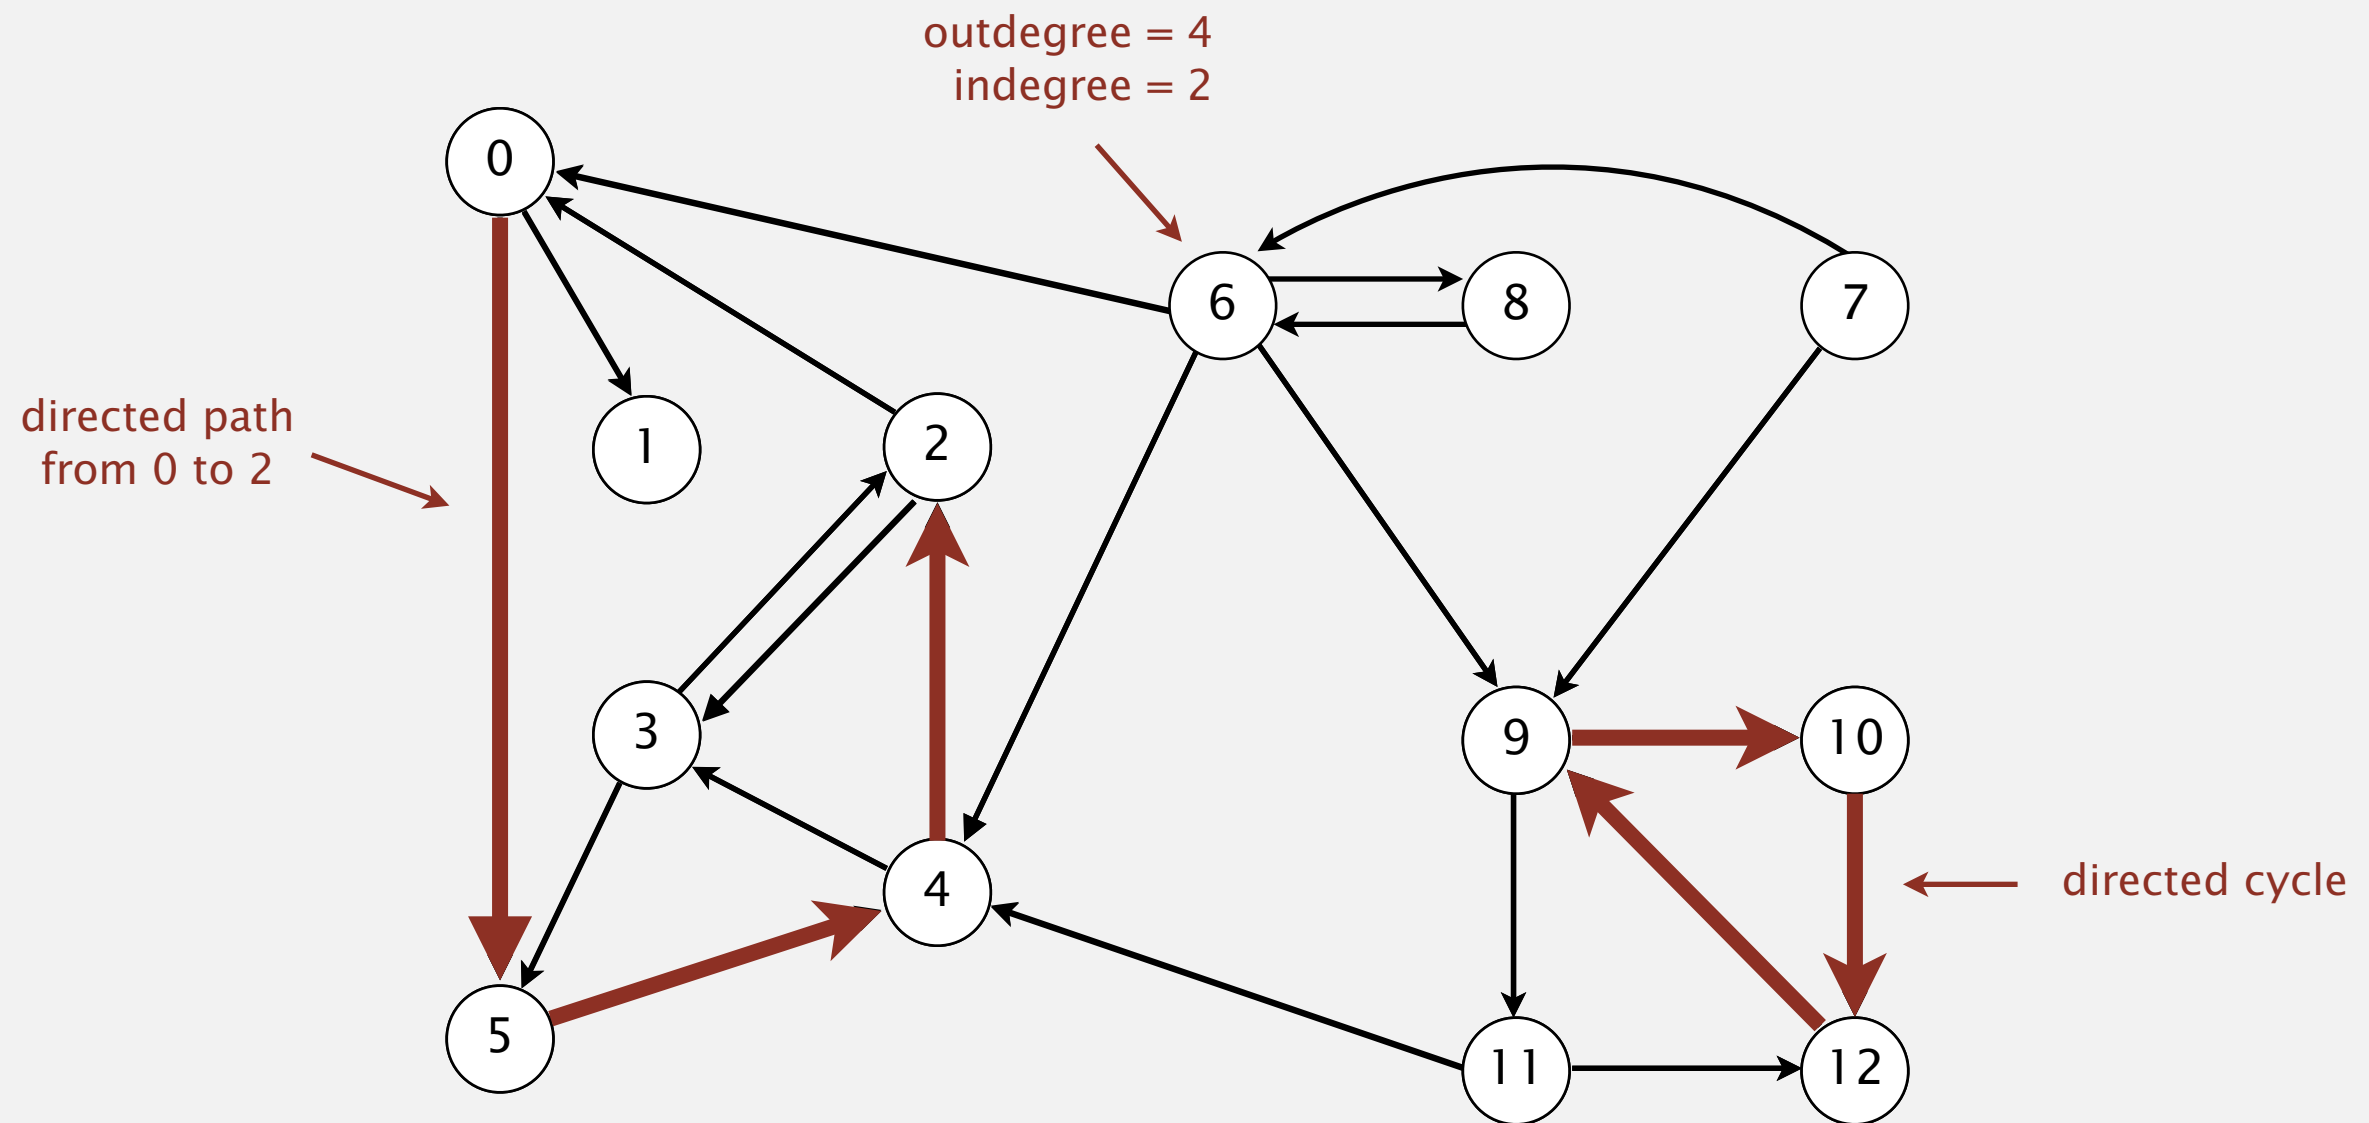 outdegree = 4
indegree = 2
0
6
8
7
directed path
from 0 to 2
1
2
3
9
10
4
directed cycle
5
11
12